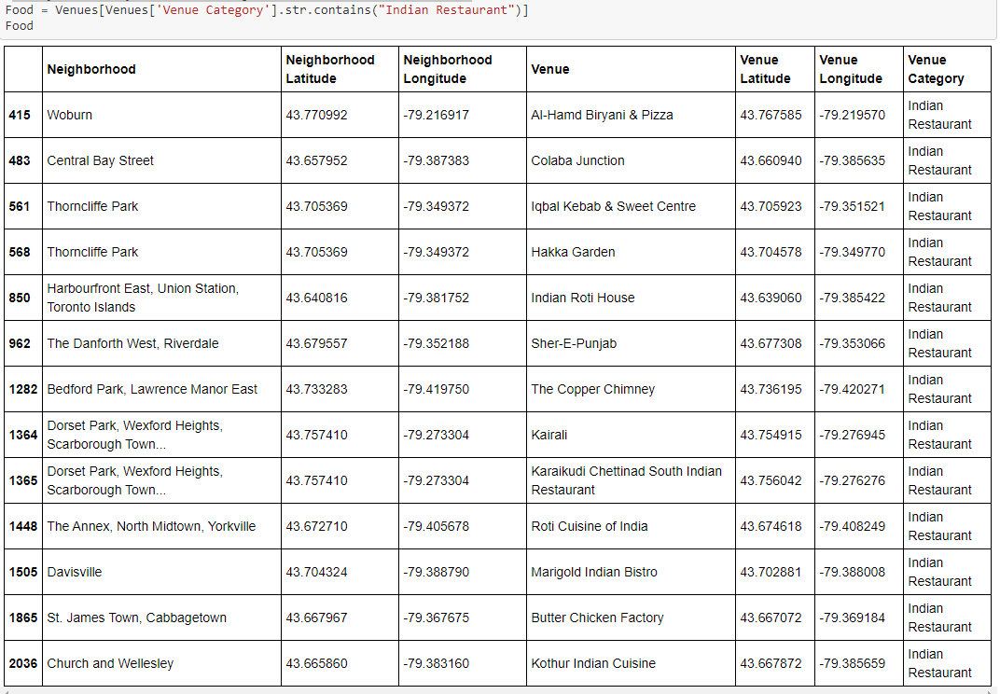 Food = Venues[Venues['Venue Category'].str.contains("Indian Restaurant")]
Food
Neighborhood Neighborhood Latitude Neighborhood Longitude Venue Venue Latitude Venue Longitude Venue Category
415 Woburn 43.770992 -79.216917 Al-Hamd Biryani & Pizza 43.767585 -79.219570 Indian Restaurant
483 Central Bay Street 43.657952 -79.387383 Colaba Junction 43.660940 -79.385635 Indian Restaurant
561 Thorncliffe Park 43.705369 -79.349372 Iqbal Kebab & Sweet Centre 43.705923 -79.351521 Indian Restaurant
568 Thorncliffe Park 43.705369 -79.349372 Hakka Garden 43.704578 -79.349770 Indian Restaurant
850 Harbourfront East, Union Station, Toronto Islands 43.640816 -79.381752 Indian Roti House 43.639060 -79.385422 Indian Restaurant
962 The Danforth West, Riverdale 43.679557 -79.352188 Sher-E-Punjab 43.677308 -79.353066 Indian Restaurant
1282 Bedford Park, Lawrence Manor East 43.733283 -79.419750 The Copper Chimney 43.736195 -79.420271 Indian Restaurant
1364 Dorset Park, Wexford Heights, Scarborough Town... 43.757410 -79.273304 Kairali 43.754915 -79.276945 Indian Restaurant
1365 Dorset Park, Wexford Heights, Scarborough Town... 43.757410 -79.273304 Karaikudi Chettinad South Indian Restaurant 43.756042 -79.276276 Indian Restaurant
1448 The Annex, North Midtown, Yorkville 43.672710 -79.405678 Roti Cuisine of India 43.674618 -79.408249 Indian Restaurant
1505 Davisville 43.704324 -79.388790 Marigold Indian Bistro 43.702881 -79.388008 Indian Restaurant
1865 St. James Town, Cabbagetown 43.667967 -79.367675 Butter Chicken Factory 43.667072 -79.369184 Indian Restaurant
2036 Church and Wellesley 43.665860 -79.383160 Kothur Indian Cuisine 43.667872 -79.385659 Indian Restaurant